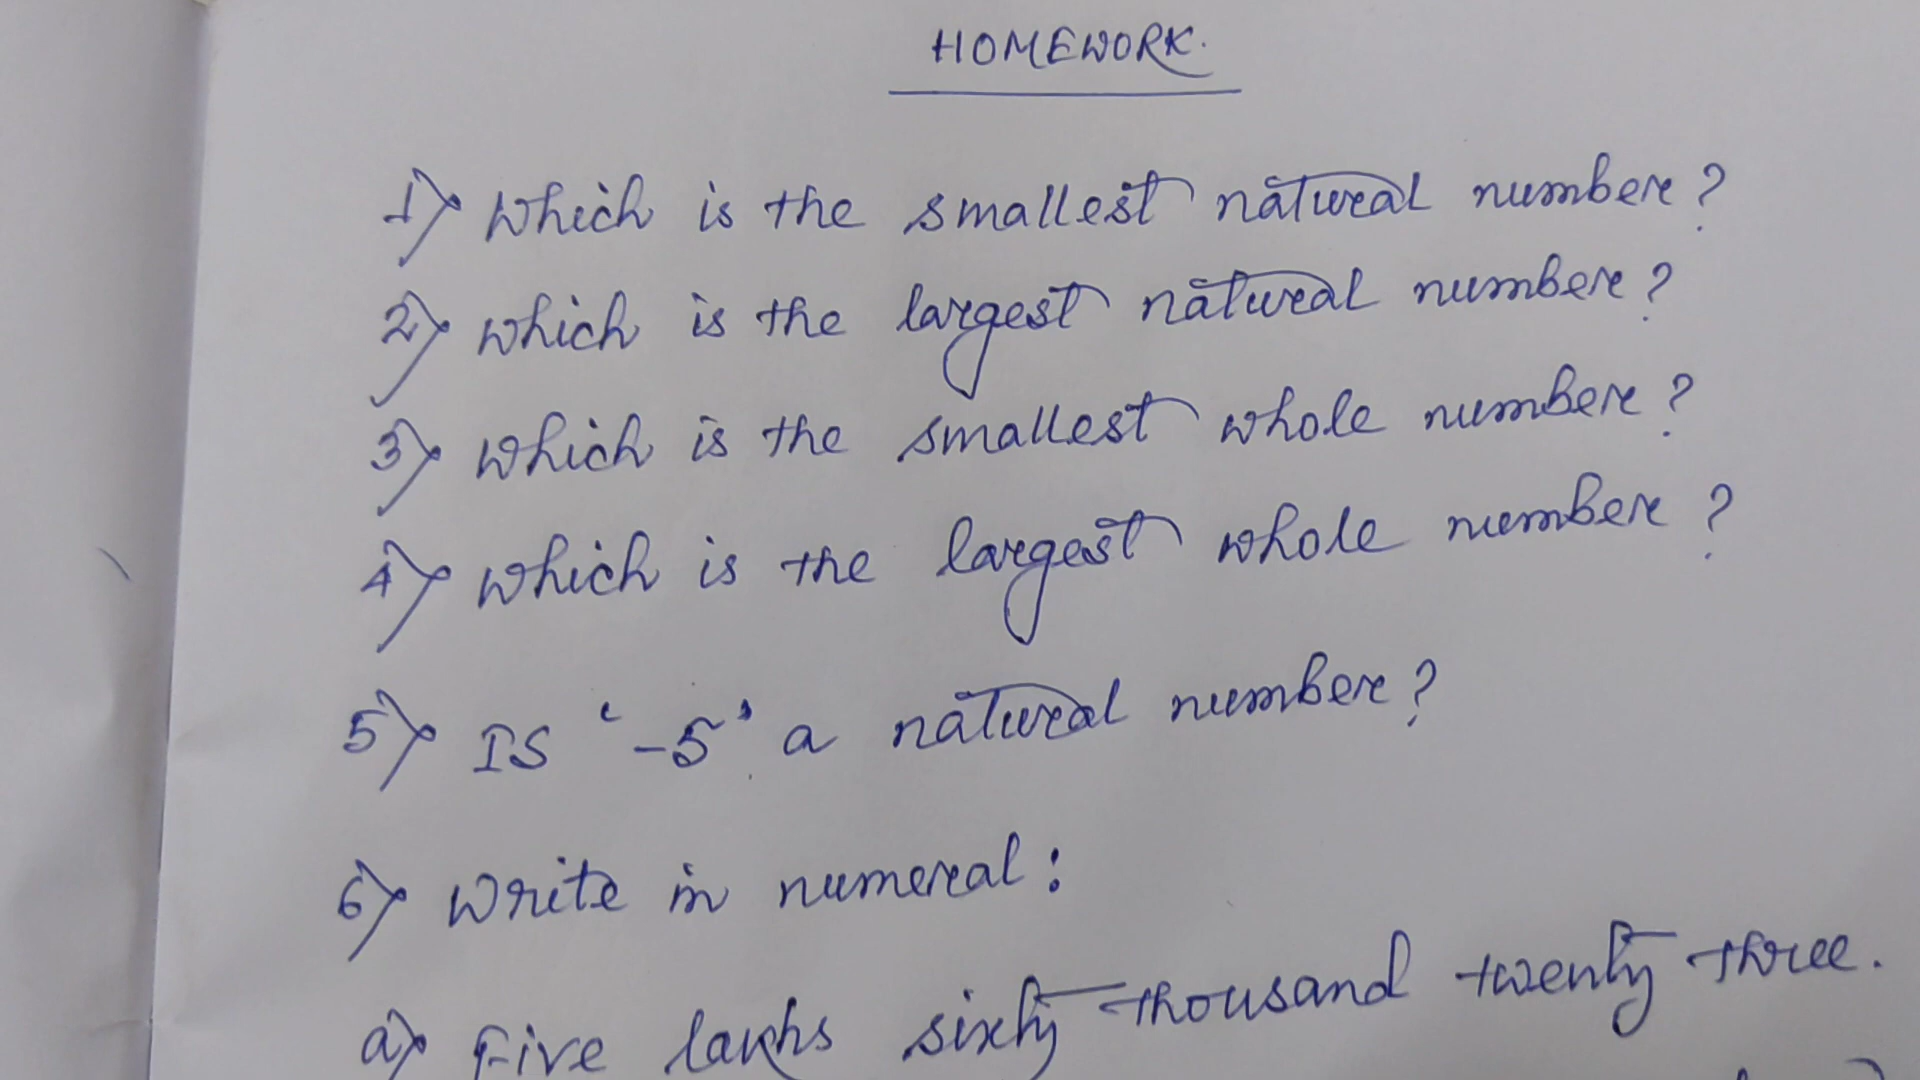 HOMEWORK.
1) Which is the smallest natural number?
2) Which is the largest natural number?
3) Which is the smallest whole number?
4) Which is the largest whole number?
5) IS '-5' a natural number?
6) Write in numeral:
a) Five lakhs sixty thousand twenty three.